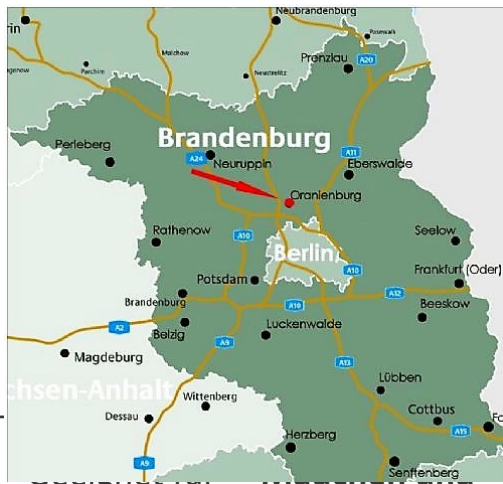 rin
Neubrandenburg
Pasewalk
Malchow
A20
Prenzlau
Parchim
Neustrelitz
Brandenburg
A24
A11
Perleberg
Neuruppin
Eberswalde
Oranienburg
Rathenow
A10
Berlin
Seelow
A10
Potsdam
Frankfurt (Oder)
A12
Brandenburg
A10
Beeskow
A2
Belzig
Luckenwalde
A9
A13
Magdeburg
chsen-Anhalt
Lübben
Wittenberg
Dessau
Cottbus
A15
Fo
A9
Herzberg
Senftenberg